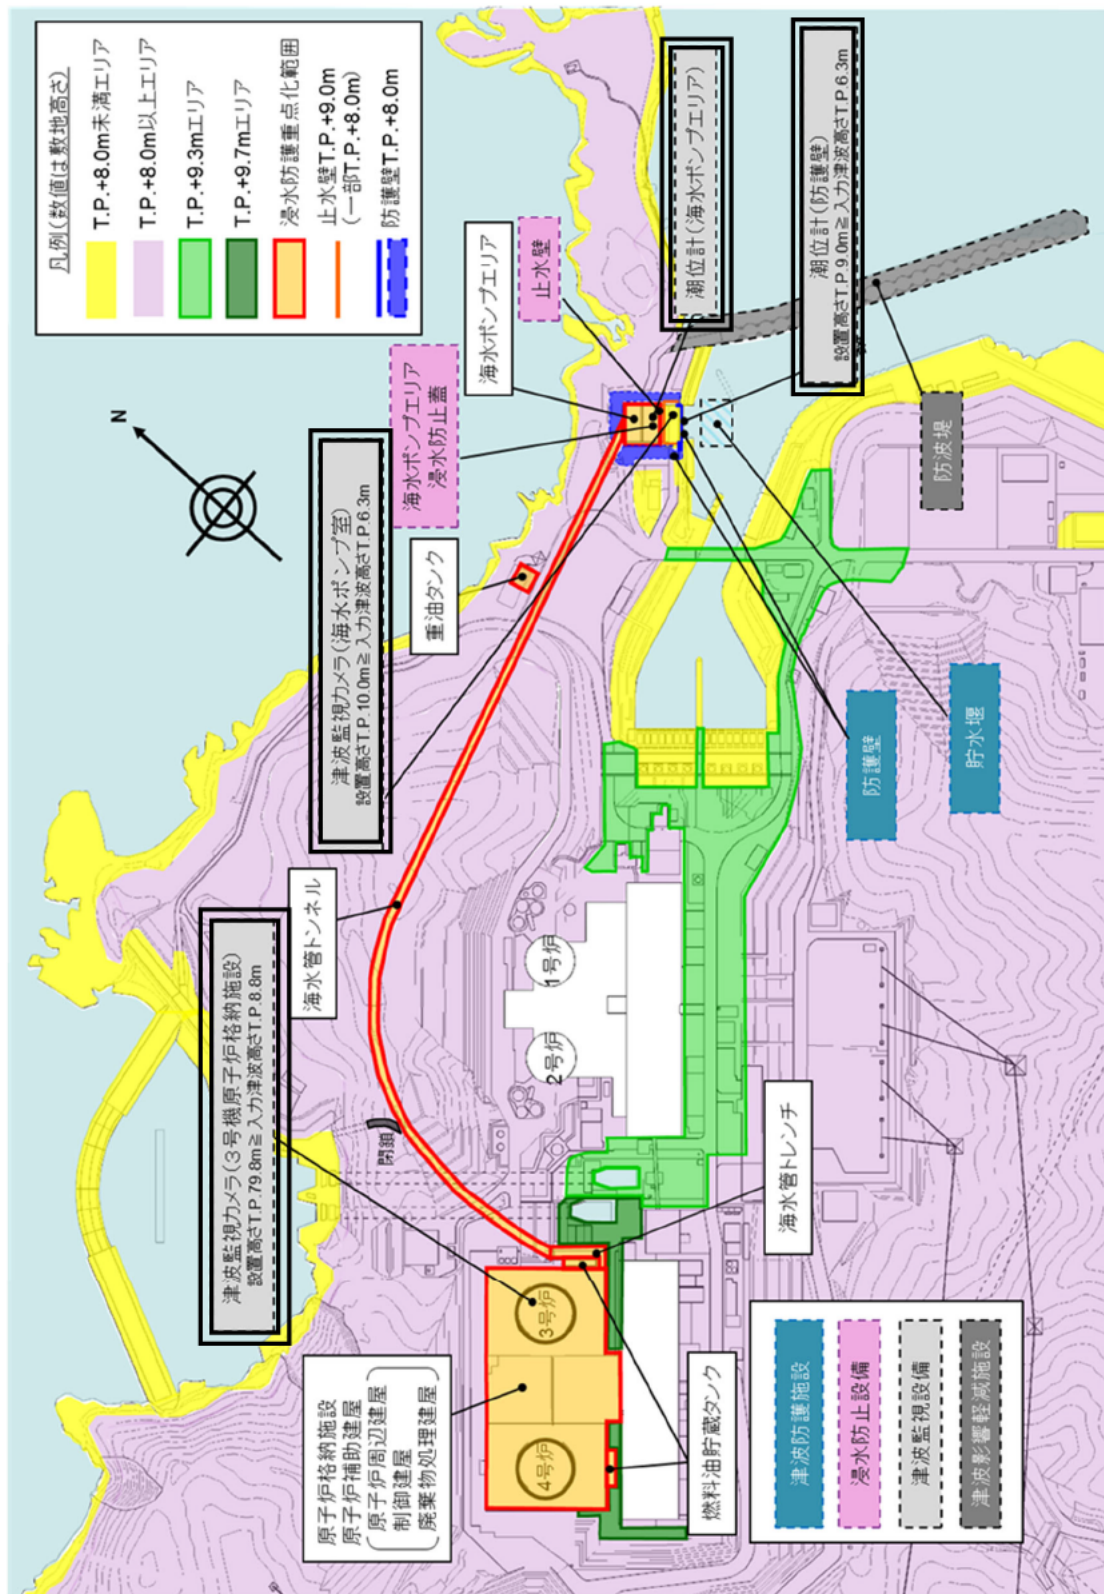 凡例(数値は敷地高さ)
T.P.+8.0m未満エリア
T.P.+8.0m以上エリア
T.P.+9.3mエリア
T.P.+9.7mエリア
浸水防護重点化範囲
止水壁T.P.+9.0m
(一部T.P.+8.0m)
防護壁T.P.+8.0m
N
津波監視カメラ(3号機原子炉格納施設)
設置高さT.P.79.8m≧入力津波高さT.P.8.8m
津波監視カメラ(海水ポンプ室)
設置高さT.P.10.0m≧入力津波高さT.P.6.3m
潮位計(海水ポンプエリア)
潮位計(防護壁)
設置高さT.P.9.0m≧入力津波高さT.P.6.3m
海水ポンプエリア
浸水防止蓋
海水ポンプエリア
止水壁
重油タンク
海水管トンネル
閉鎖
防波堤
防護壁
貯水堰
1号炉
2号炉
3号炉
4号炉
海水管トレンチ
燃料油貯蔵タンク
原子炉格納施設
原子炉補助建屋
原子炉周辺建屋
制御建屋
廃棄物処理建屋
津波防護施設
浸水防止設備
津波監視設備
津波影響軽減施設